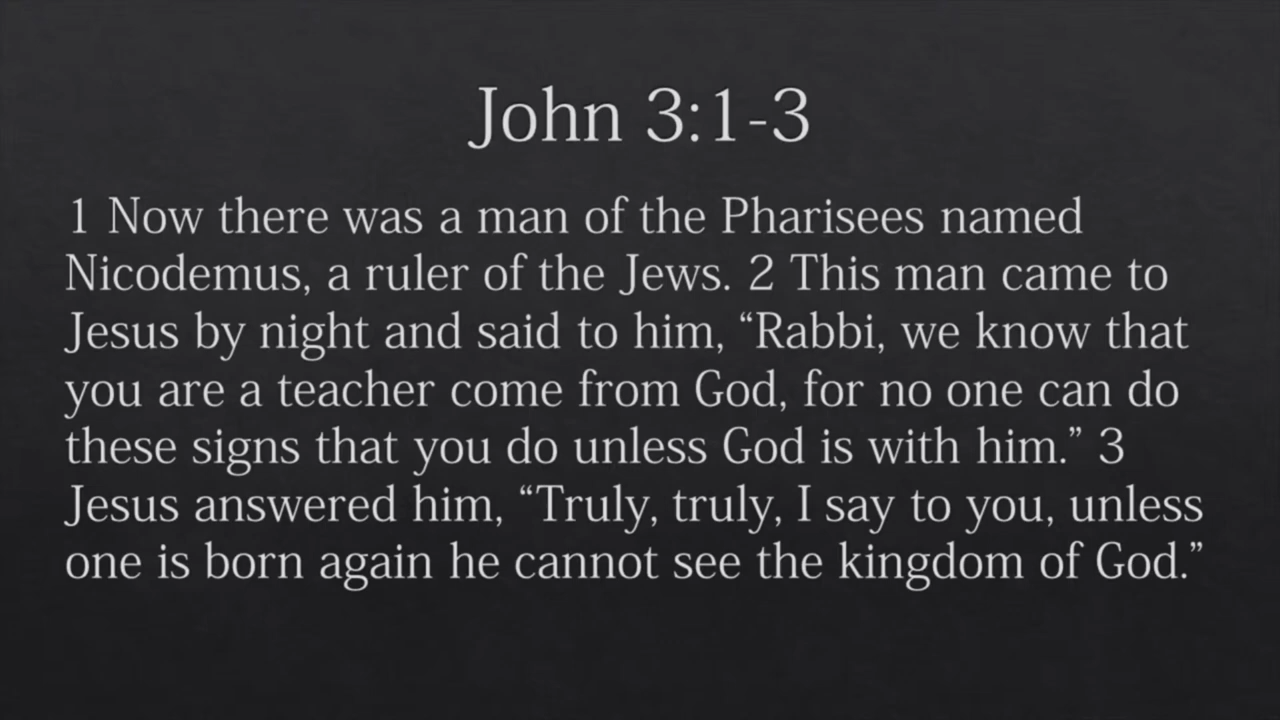 John 3:1-3
1 Now there was a man of the Pharisees named
Nicodemus, a ruler of the Jews. 2 This man came to
Jesus by night and said to him, “Rabbi, we know that
you are a teacher come from God, for no one can do
these signs that you do unless God is with him.” 3
Jesus answered him, “Truly, truly, I say to you, unless
one is born again he cannot see the kingdom of God.”